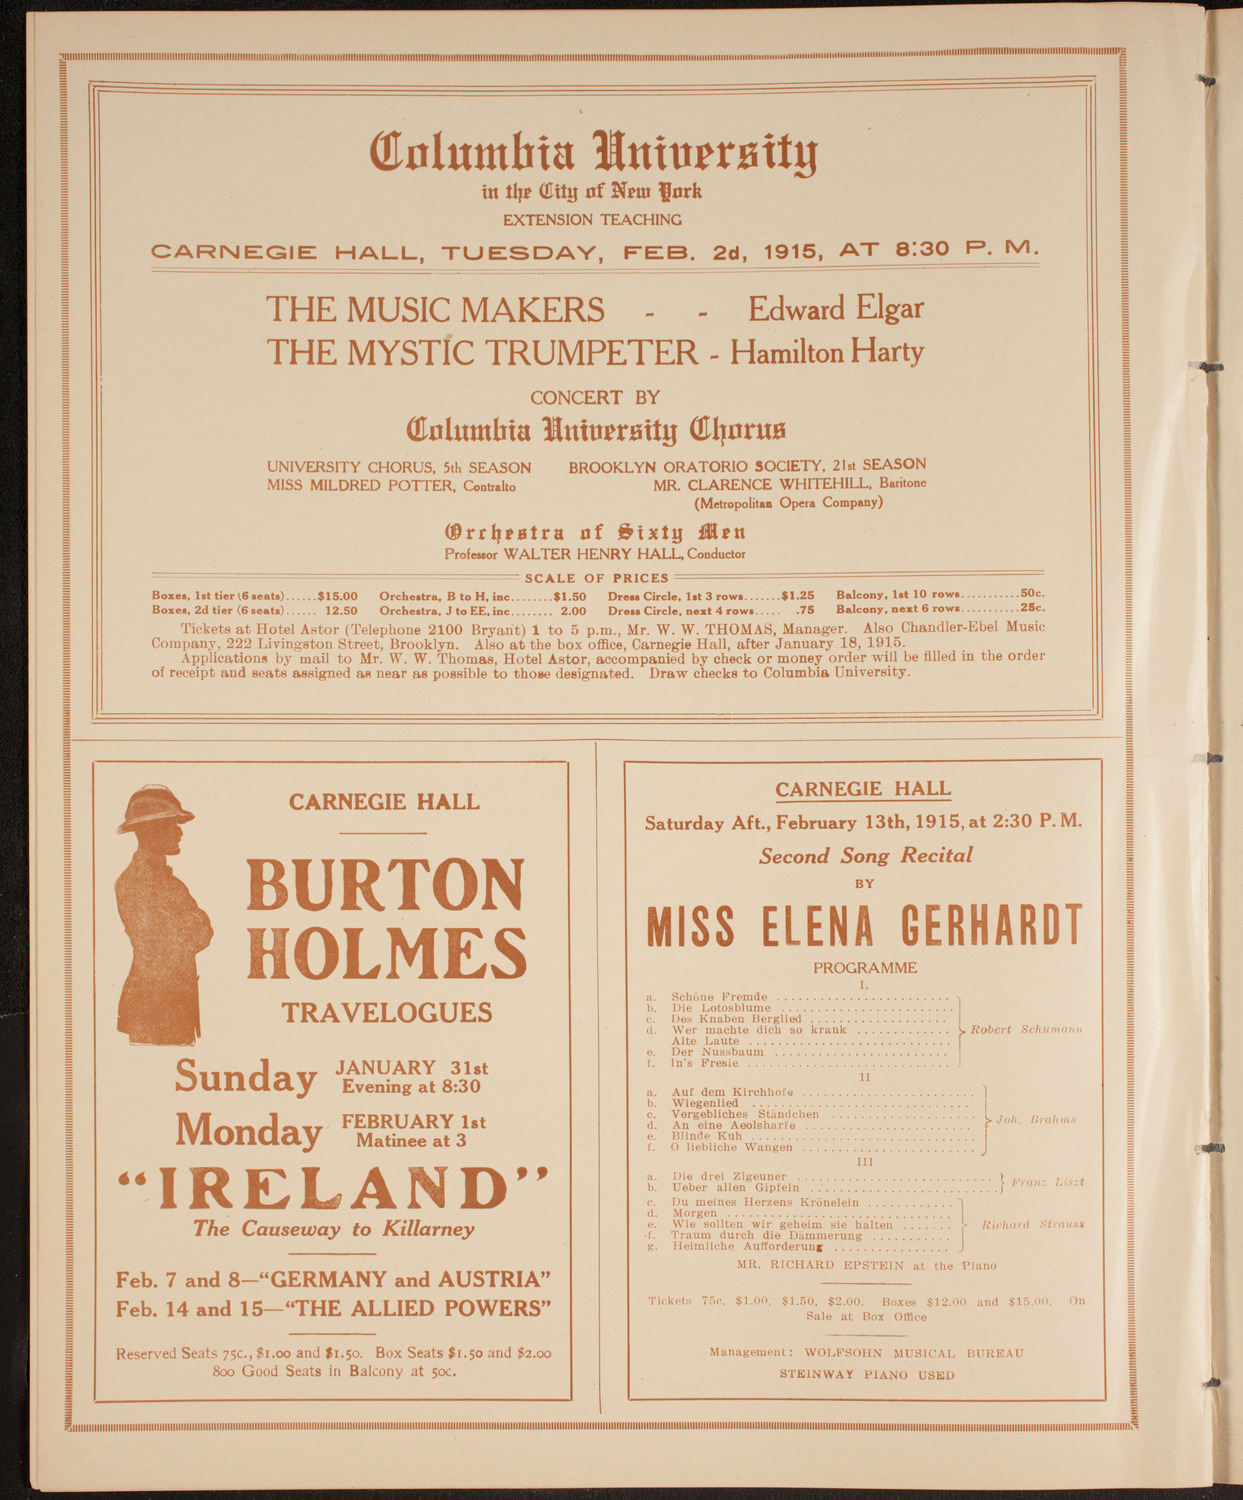 Columbia University
in the City of New York
EXTENSION TEACHING
CARNEGIE HALL, TUESDAY, FEB. 2d, 1915, AT 8:30 P. M.
THE MUSIC MAKERS - - Edward Elgar
THE MYSTIC TRUMPETER - Hamilton Harty
CONCERT BY
Columbia University Chorus
UNIVERSITY CHORUS, 5th SEASON BROOKLYN ORATORIO SOCIETY, 21st SEASON
MISS MILDRED POTTER, Contralto MR. CLARENCE WHITEHILL, Baritone
(Metropolitan Opera Company)
Orchestra of Sixty Men
Professor WALTER HENRY HALL, Conductor
SCALE OF PRICES
Boxes, 1st tier (6 seats)......$15.00 Orchestra, B to H, inc........$1.50 Dress Circle, 1st 3 rows.......$1.25 Balcony, 1st 10 rows...........50c.
Boxes, 2d tier (6 seats)...... 12.50 Orchestra, J to EE, inc........ 2.00 Dress Circle, next 4 rows..... .75 Balcony, next 6 rows...........25c.
Tickets at Hotel Astor (Telephone 2100 Bryant) 1 to 5 p.m., Mr. W. W. THOMAS, Manager. Also Chandler-Ebel Music
Company, 222 Livingston Street, Brooklyn. Also at the box office, Carnegie Hall, after January 18, 1915.
Applications by mail to Mr. W. W. Thomas, Hotel Astor, accompanied by check or money order will be filled in the order
of receipt and seats assigned as near as possible to those designated. Draw checks to Columbia University.
CARNEGIE HALL
BURTON
HOLMES
TRAVELOGUES
Sunday JANUARY 31st
Evening at 8:30
Monday FEBRUARY 1st
Matinee at 3
"IRELAND"
The Causeway to Killarney
Feb. 7 and 8—"GERMANY and AUSTRIA"
Feb. 14 and 15—"THE ALLIED POWERS"
Reserved Seats 75c., $1.00 and $1.50. Box Seats $1.50 and $2.00
800 Good Seats in Balcony at 50c.
CARNEGIE HALL
Saturday Aft., February 13th, 1915, at 2:30 P. M.
Second Song Recital
BY
MISS ELENA GERHARDT
PROGRAMME
I.
a. Schöne Fremde
b. Die Lotosblume
c. Des Knaben Berglied
d. Wer machte dich so krank
Robert Schumann
Alte Laute
e. Der Nussbaum
f. In's Fresie
II
a. Auf dem Kirchhofe
b. Wiegenlied
c. Vergebliches Ständchen
Joh. Brahms
d. An eine Aeolsharfe
e. Blinde Kuh
f. O liebliche Wangen
III
a. Die drei Zigeuner
b. Ueber allen Gipfeln
Franz Liszt
c. Du meines Herzens Krönelein
d. Morgen
e. Wie sollten wir geheim sie halten
Richard Strauss
f. Traum durch die Dämmerung
g. Heimliche Aufforderung
MR. RICHARD EPSTEIN at the Piano
Tickets 75c, $1.00, $1.50, $2.00. Boxes $12.00 and $15.00. On
Sale at Box Office
Management: WOLFSOHN MUSICAL BUREAU
STEINWAY PIANO USED